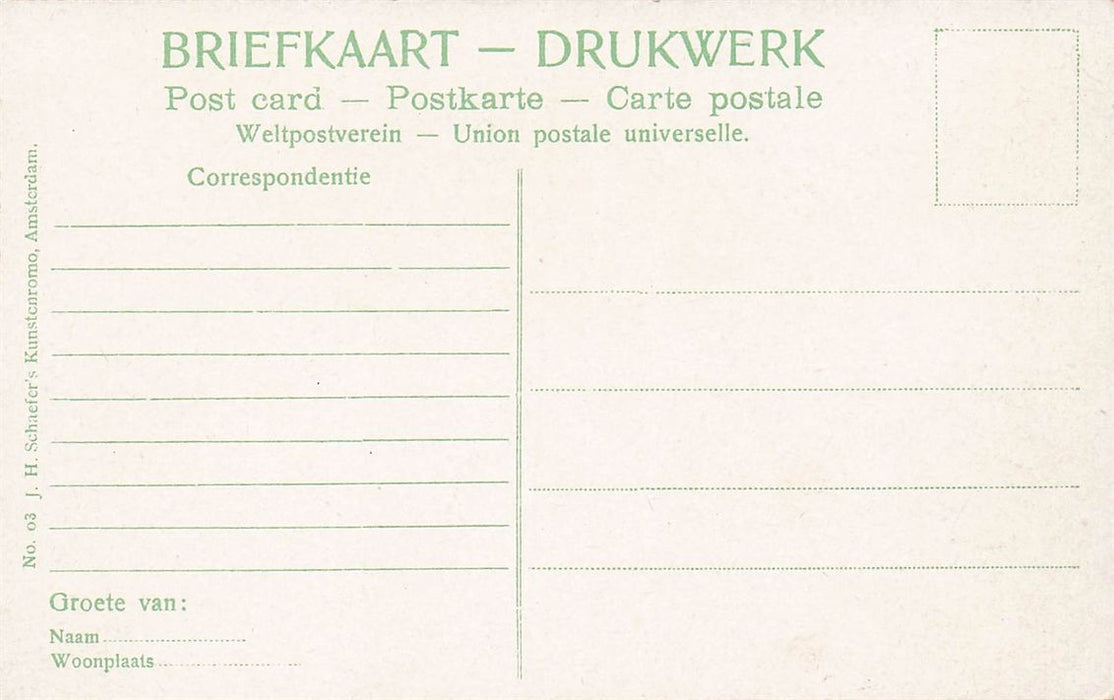 BRIEFKAART — DRUKWERK
Post card — Postkarte — Carte postale
Weltpostverein — Union postale universelle.
Correspondentie
Groete van:
Naam
Woonplaats
No. 03 J. H. Schaefer's Kunstchromo, Amsterdam.